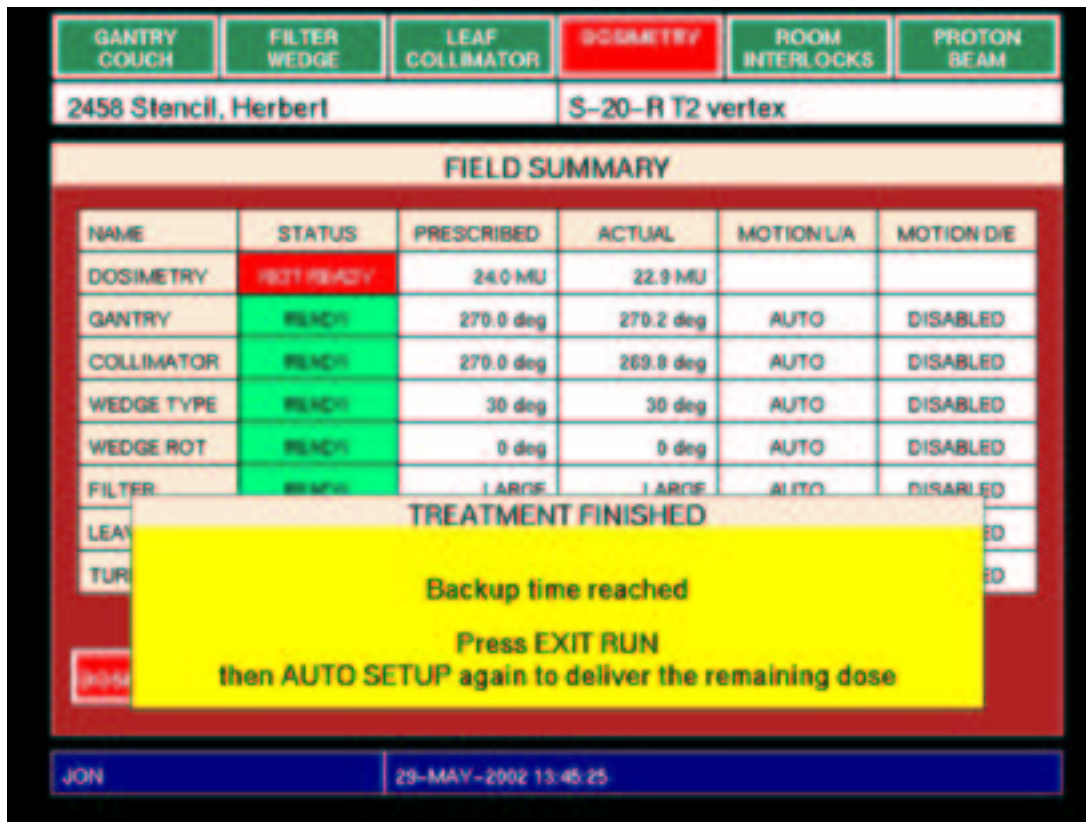 GANTRY COUCH FILTER WEDGE LEAF COLLIMATOR DOSIMETRY ROOM INTERLOCKS PROTON BEAM
2458 Stencil, Herbert S-20-R T2 vertex
FIELD SUMMARY
NAME STATUS PRESCRIBED ACTUAL MOTION L/A MOTION D/E
DOSIMETRY NOT READY 24.0 MU 22.9 MU
GANTRY READY 270.0 deg 270.2 deg AUTO DISABLED
COLLIMATOR READY 270.0 deg 269.8 deg AUTO DISABLED
WEDGE TYPE READY 30 deg 30 deg AUTO DISABLED
WEDGE ROT READY 0 deg 0 deg AUTO DISABLED
FILTER READY LARGE LARGE AUTO DISABLED
LEAV ED
TUR ED
TREATMENT FINISHED
Backup time reached
Press EXIT RUN
then AUTO SETUP again to deliver the remaining dose
JON 29-MAY-2002 13:45:25